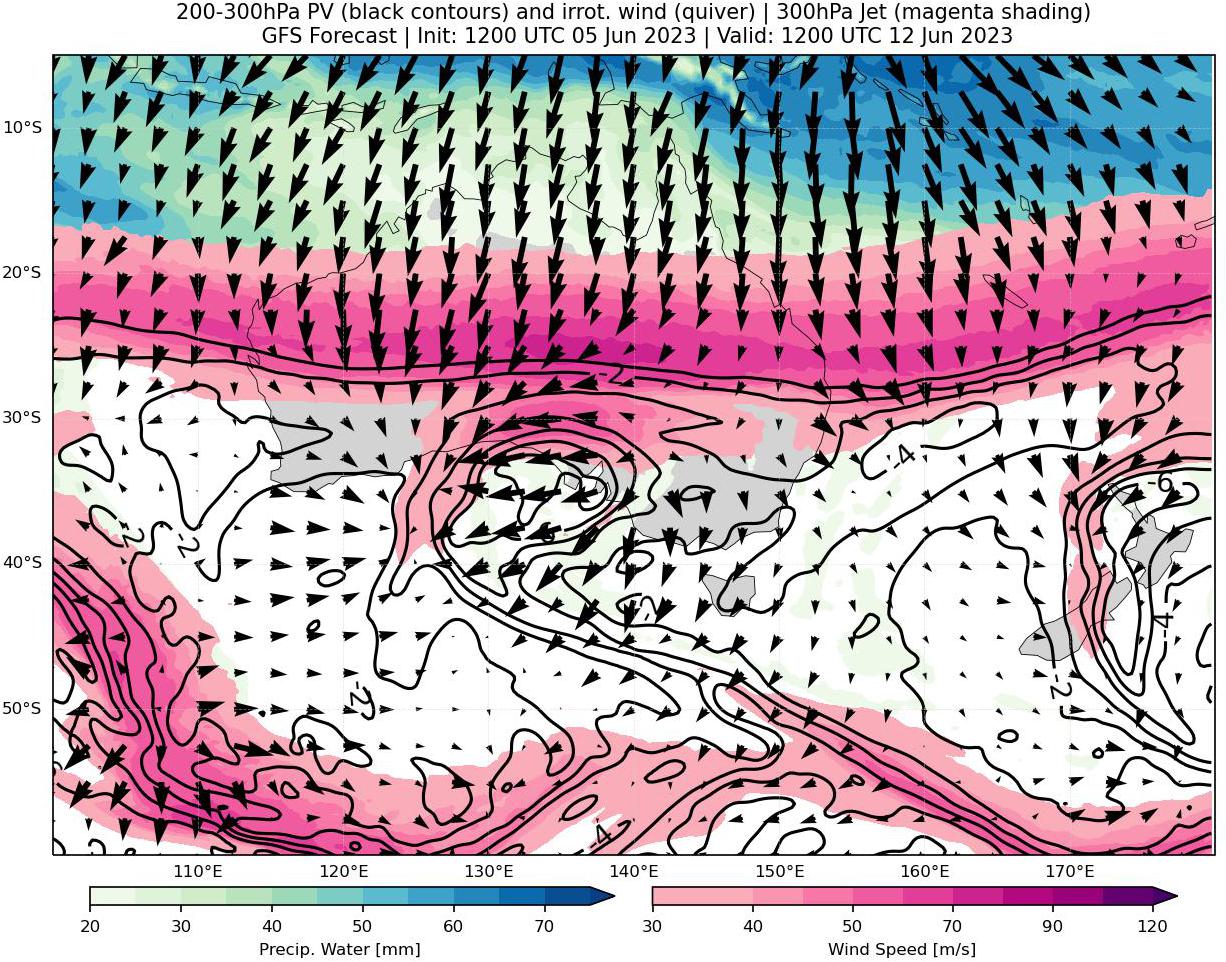 200-300hPa PV (black contours) and irrot. wind (quiver) | 300hPa Jet (magenta shading)
GFS Forecast | Init: 1200 UTC 05 Jun 2023 | Valid: 1200 UTC 12 Jun 2023
10°S
20°S
-2
30°S
-4
-6
-2
-2
40°S
-2
-4
-2
-2
50°S
-4
110°E 120°E 130°E 140°E 150°E 160°E 170°E
20 30 40 50 60 70
30 40 50 70 90 120
Precip. Water [mm]
Wind Speed [m/s]